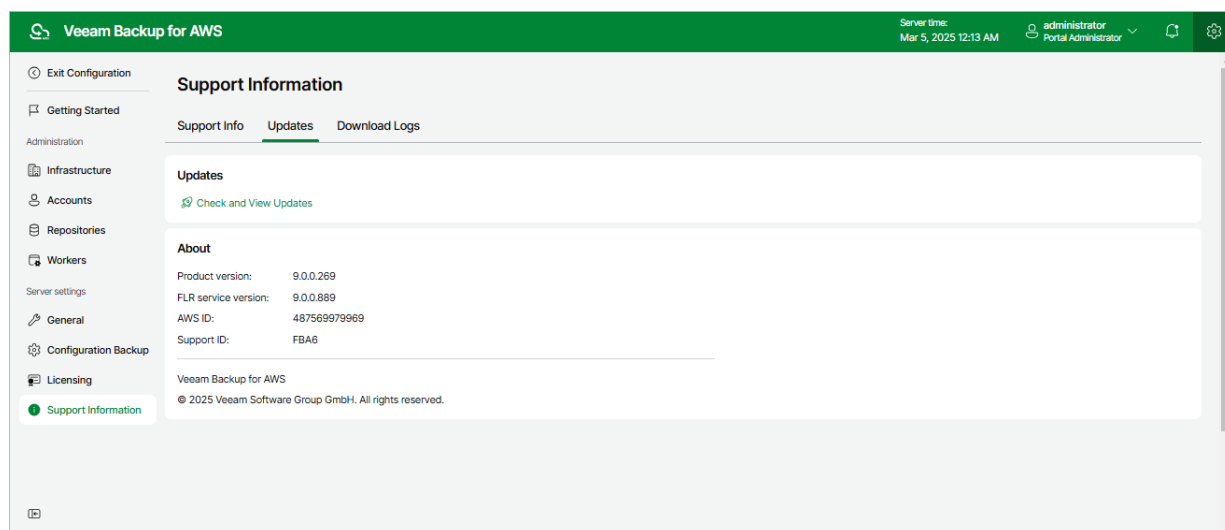 Veeam Backup for AWS
Server time:
Mar 5, 2025 12:13 AM
administrator
Portal Administrator
Exit Configuration
Getting Started
Administration
Infrastructure
Accounts
Repositories
Workers
Server settings
General
Configuration Backup
Licensing
Support Information
Support Information
Support Info Updates Download Logs
Updates
Check and View Updates
About
Product version: 9.0.0.269
FLR service version: 9.0.0.889
AWS ID: 487569979969
Support ID: FBA6
Veeam Backup for AWS
© 2025 Veeam Software Group GmbH. All rights reserved.